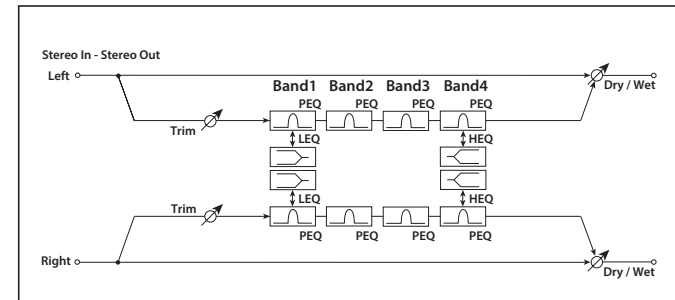 Stereo In - Stereo Out
Left
Band1 Band2 Band3 Band4
Dry / Wet
PEQ PEQ PEQ PEQ
Trim
LEQ HEQ
LEQ HEQ
Trim
PEQ PEQ PEQ PEQ
Right
Dry / Wet